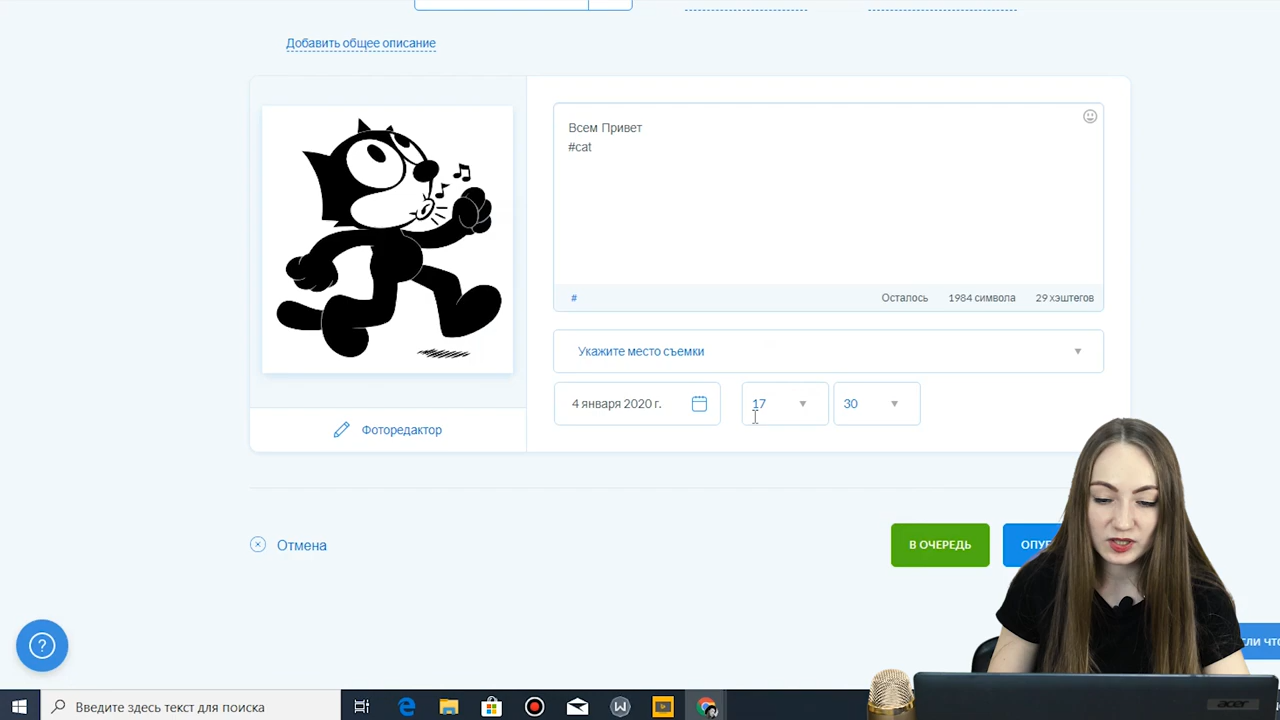 Добавить общее описание
Всем Привет
#cat
# Осталось 1984 символа 29 хэштегов
Укажите место съемки
4 января 2020 г. 17 30
Фоторедактор
Отмена
В ОЧЕРЕДЬ
?
Введите здесь текст для поиска
acer